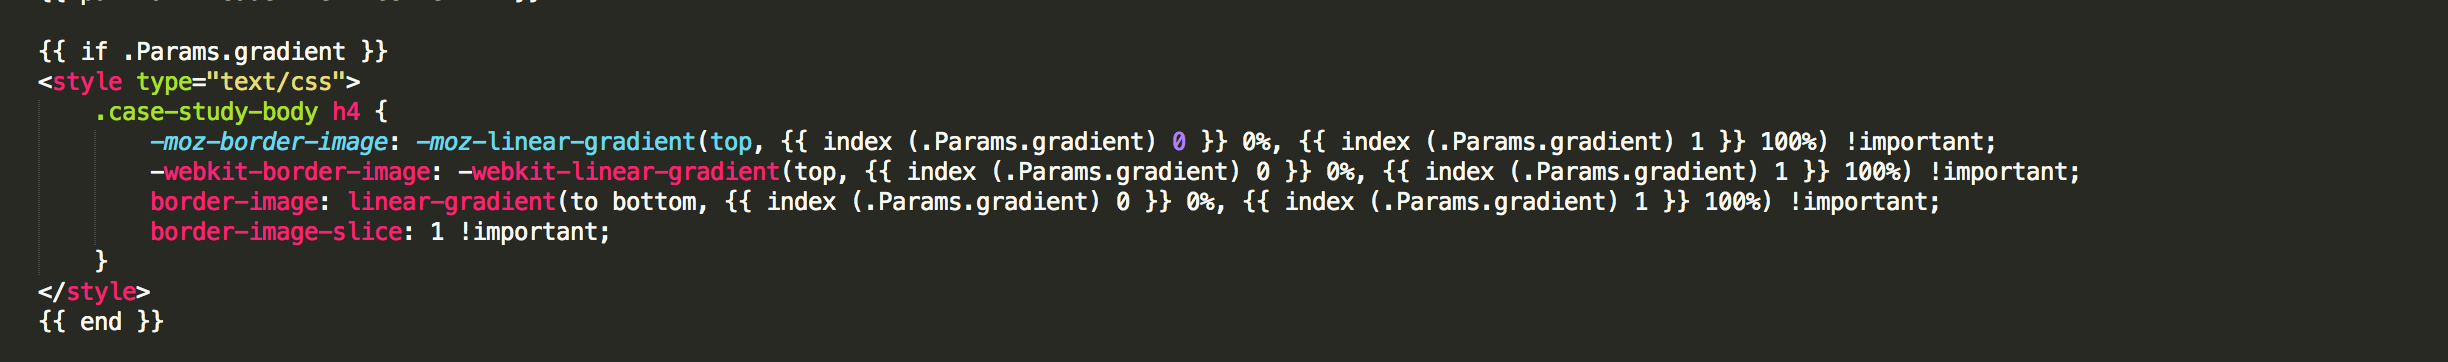 {{ if .Params.gradient }}
<style type="text/css">
.case-study-body h4 {
-moz-border-image: -moz-linear-gradient(top, {{ index (.Params.gradient) 0 }} 0%, {{ index (.Params.gradient) 1 }} 100%) !important;
-webkit-border-image: -webkit-linear-gradient(top, {{ index (.Params.gradient) 0 }} 0%, {{ index (.Params.gradient) 1 }} 100%) !important;
border-image: linear-gradient(to bottom, {{ index (.Params.gradient) 0 }} 0%, {{ index (.Params.gradient) 1 }} 100%) !important;
border-image-slice: 1 !important;
}
</style>
{{ end }}